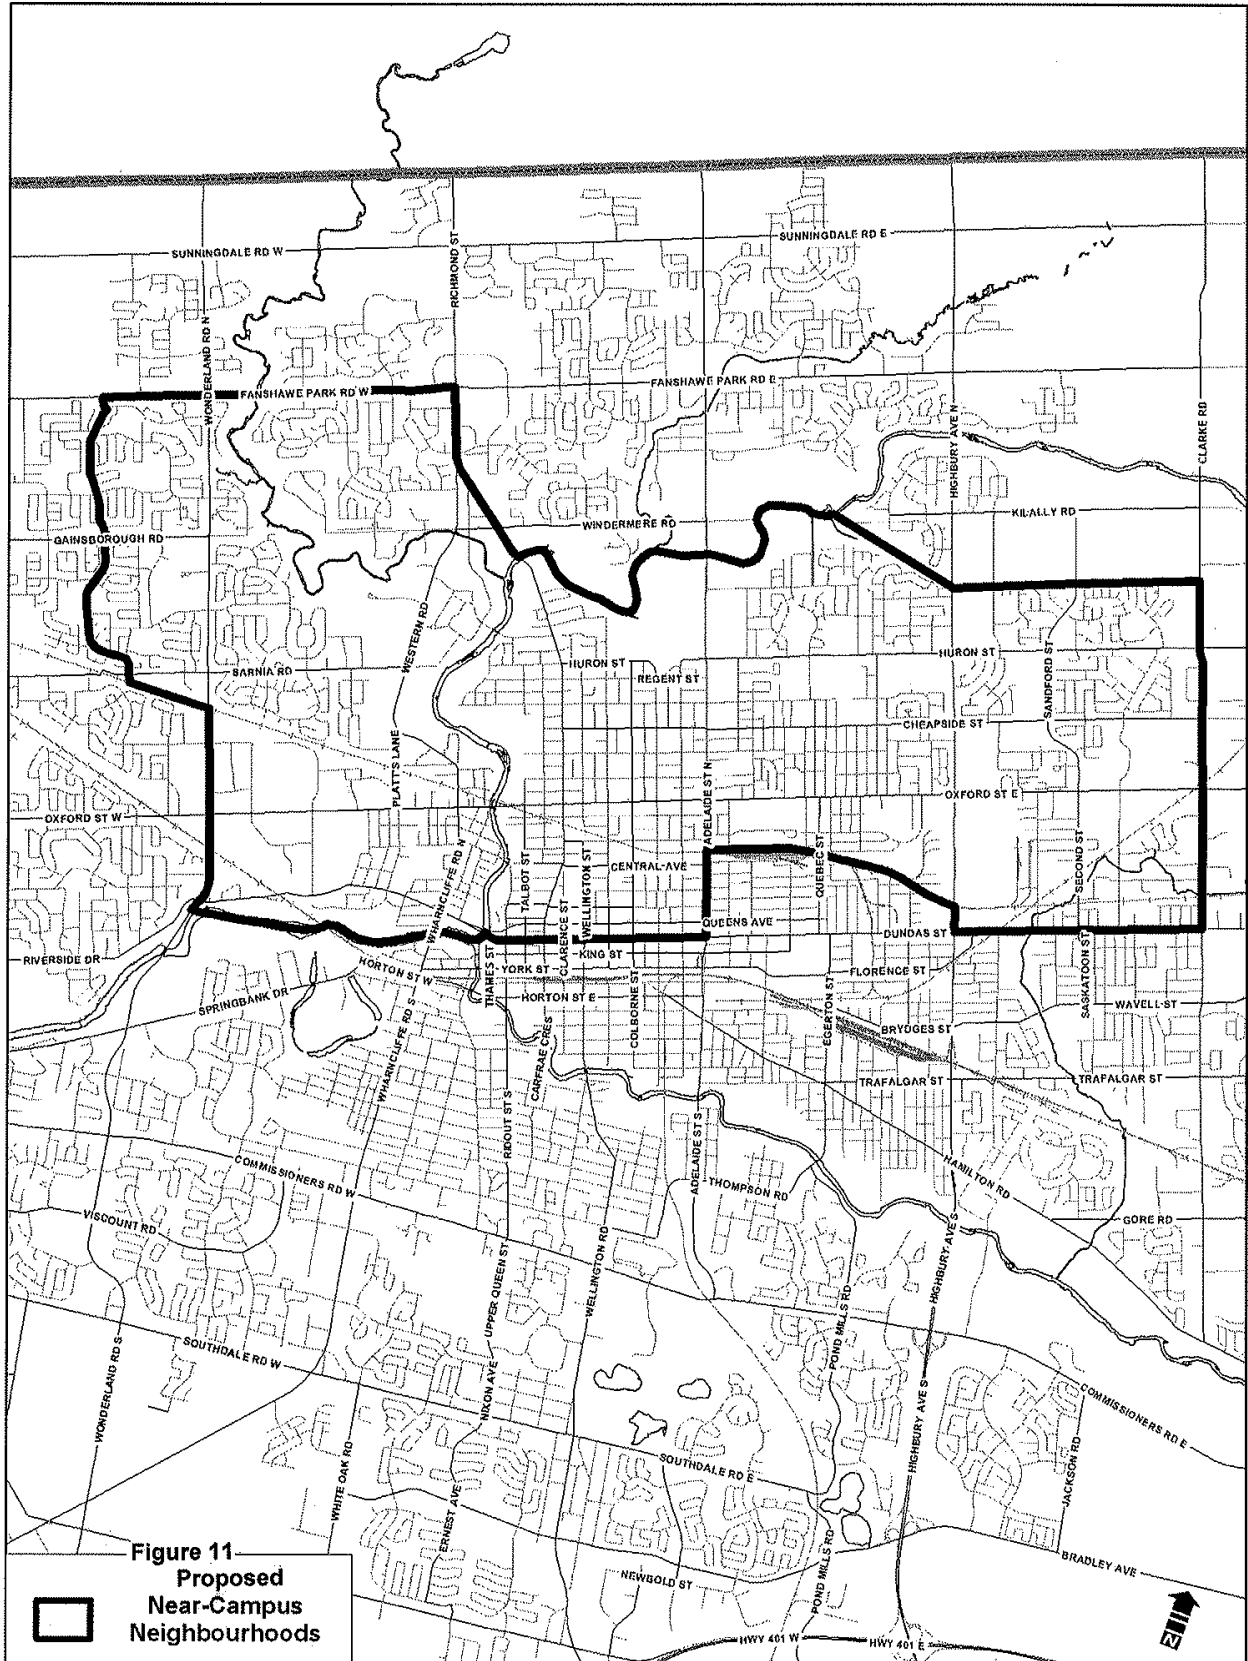 SUNNINGDALE RD W
SUNNINGDALE RD E
RICHMOND ST
WONDERLAND RD N
FANSHAWE PARK RD W
FANSHAWE PARK RD E
HIGHBURY AVE N
CLARKE RD
WINDERMERE RD
KILALLY RD
GAINSBOROUGH RD
WESTERN RD
SARNIA RD
HURON ST
HURON ST
REGENT ST
SANDFORD ST
CHEAPSIDE ST
PLATT'S LANE
ADELAIDE ST N
OXFORD ST E
OXFORD ST W
WHARNCLIFFE RD N
TALBOT ST
CENTRAL AVE
QUEBEC ST
SECOND ST
CLARENCE ST
WELLINGTON ST
QUEENS AVE
DUNDAS ST
RIVERSIDE DR
KING ST
HORTON ST W
YORK ST
THAMES ST
FLORENCE ST
SASKATOON ST
SPRINGBANK DR
HORTON ST E
COLBORNE ST
EGERTON ST
WAVELL ST
BRYDGES ST
WHARNCLIFFE RD S
CARFRAE CRES
TRAFALGAR ST
TRAFALGAR ST
RIDOUT ST S
ADELAIDE ST S
COMMISSIONERS RD W
THOMPSON RD
HAMILTON RD
VISCOUNT RD
GORE RD
UPPER QUEEN ST
WELLINGTON RD
HIGHBURY AVE S
POND MILLS RD
WONDERLAND RD S
SOUTHDALE RD W
NIXON AVE
HIGHBURY AVE S
COMMISSIONERS RD E
SOUTHDALE RD E
JACKSON RD
WHITE OAK RD
ERNEST AVE
BRADLEY AVE
NEWBOLD ST
POND MILLS RD
HWY 401 W
HWY 401 E
N
Figure 11
Proposed
Near-Campus
Neighbourhoods